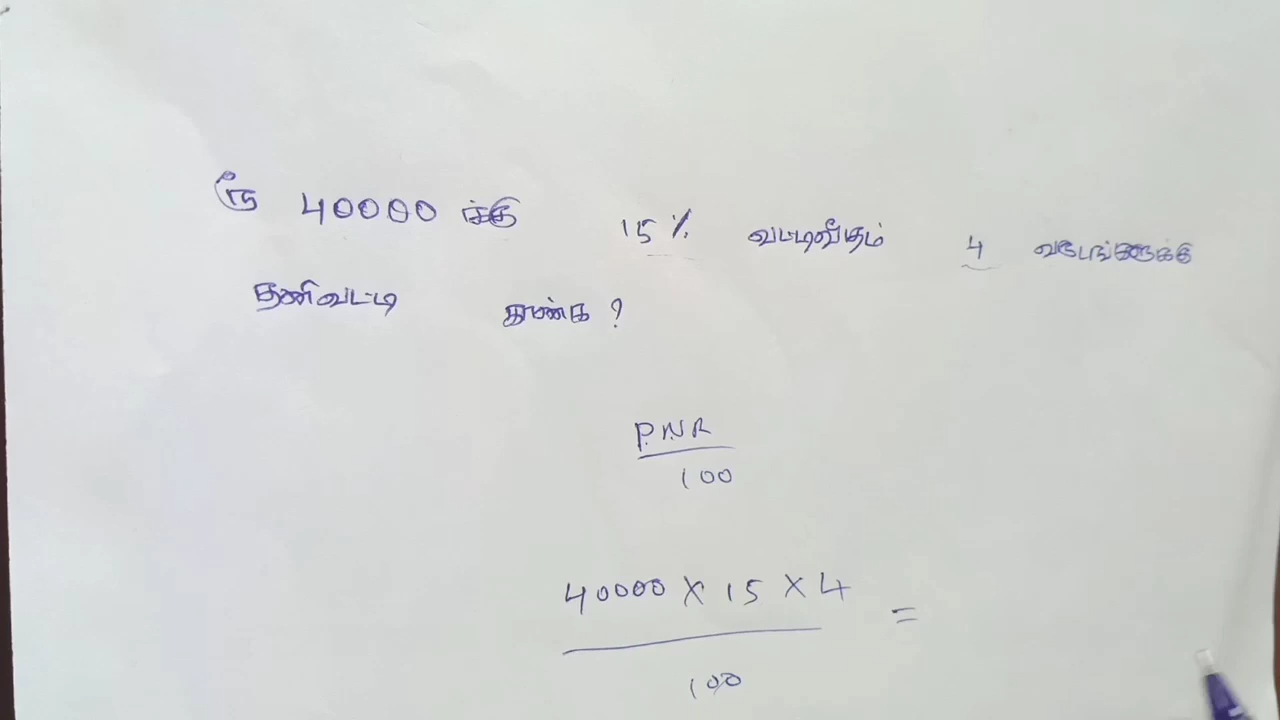 ரூ 40000 க்கு 15% வட்டிவீதம் 4 வருடங்களுக்கு
தனிவட்டி காண்க ?
P.N.R
100
40000 X 15 X 4 =
100